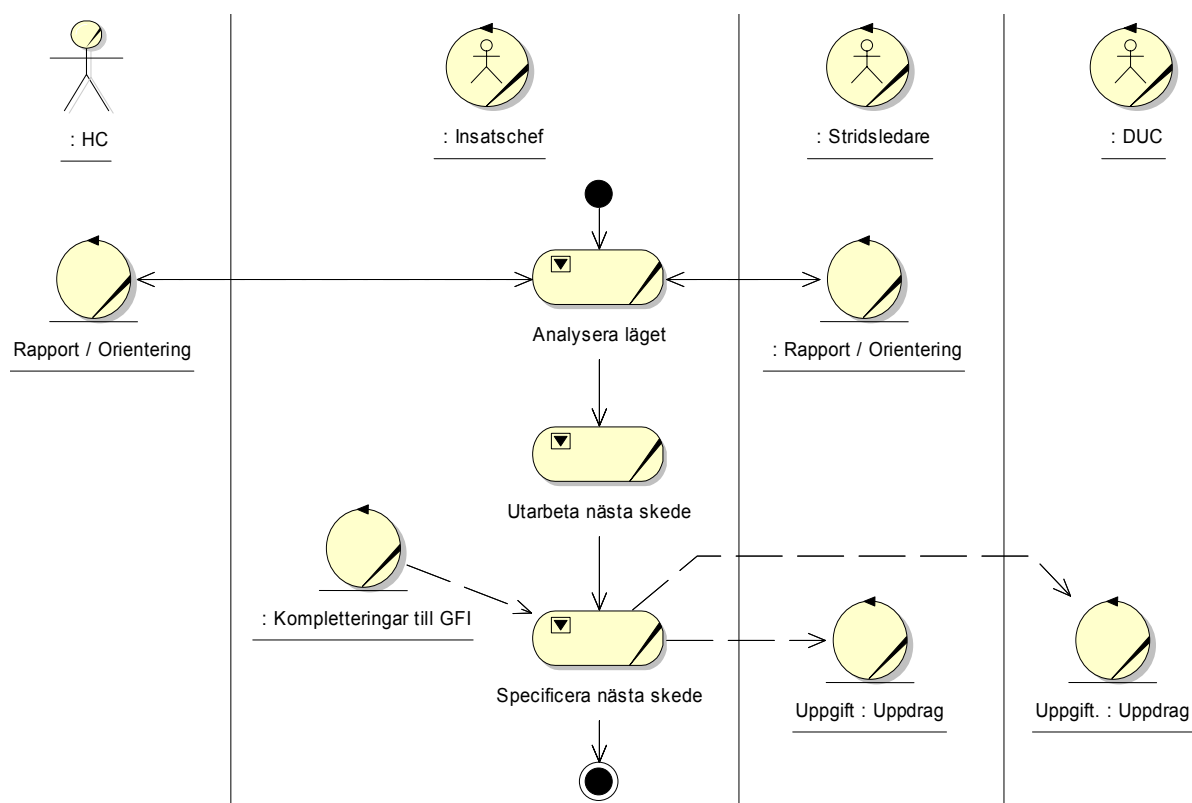 : HC
: Insatschef
: Stridsledare
: DUC
Analysera läget
Rapport / Orientering
: Rapport / Orientering
Utarbeta nästa skede
: Kompletteringar till GFI
Specificera nästa skede
Uppgift : Uppdrag
Uppgift. : Uppdrag